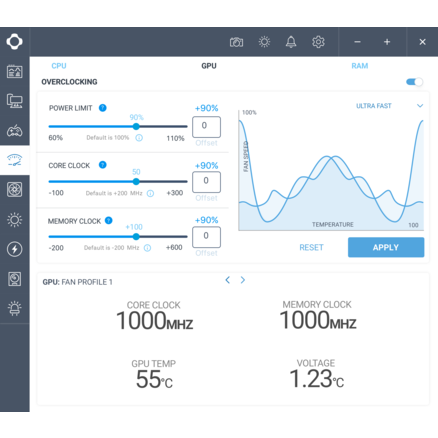 CPU
GPU
RAM
OVERCLOCKING
POWER LIMIT ?
+90%
90%
0
60%
Default is 100%
110%
Offset
CORE CLOCK ?
+90%
50
0
-100
Default is +200 MHz
+300
Offset
MEMORY CLOCK ?
+90%
+100
0
-200
Default is -200 MHz
+600
Offset
ULTRA FAST
100%
FAN SPEED
TEMPERATURE
100
RESET
APPLY
GPU: FAN PROFILE 1
CORE CLOCK
1000MHZ
MEMORY CLOCK
1000MHZ
GPU TEMP
55°C
VOLTAGE
1.23°C